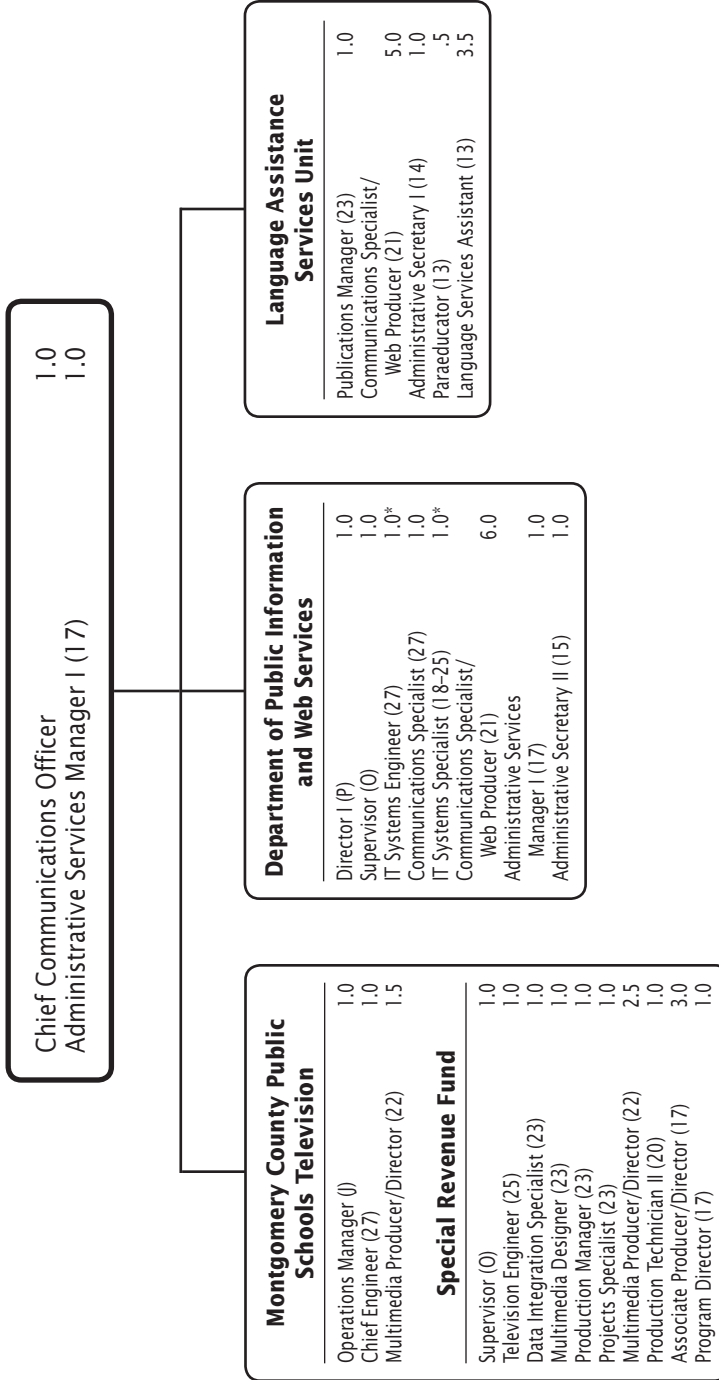 Chief Communications Officer 1.0
Administrative Services Manager I (17) 1.0
Montgomery County Public
Schools Television
Operations Manager (J) 1.0
Chief Engineer (27) 1.0
Multimedia Producer/Director (22) 1.5
Special Revenue Fund
Supervisor (O) 1.0
Television Engineer (25) 1.0
Data Integration Specialist (23) 1.0
Multimedia Designer (23) 1.0
Production Manager (23) 1.0
Projects Specialist (23) 1.0
Multimedia Producer/Director (22) 2.5
Production Technician II (20) 1.0
Associate Producer/Director (17) 3.0
Program Director (17) 1.0
Department of Public Information
and Web Services
Director I (P) 1.0
Supervisor (O) 1.0
IT Systems Engineer (27) 1.0*
Communications Specialist (27) 1.0
IT Systems Specialist (18–25) 1.0*
Communications Specialist/
Web Producer (21) 6.0
Administrative Services
Manager I (17) 1.0
Administrative Secretary II (15) 1.0
Language Assistance
Services Unit
Publications Manager (23) 1.0
Communications Specialist/
Web Producer (21) 5.0
Administrative Secretary I (14) 1.0
Paraeducator (13) .5
Language Services Assistant (13) 3.5